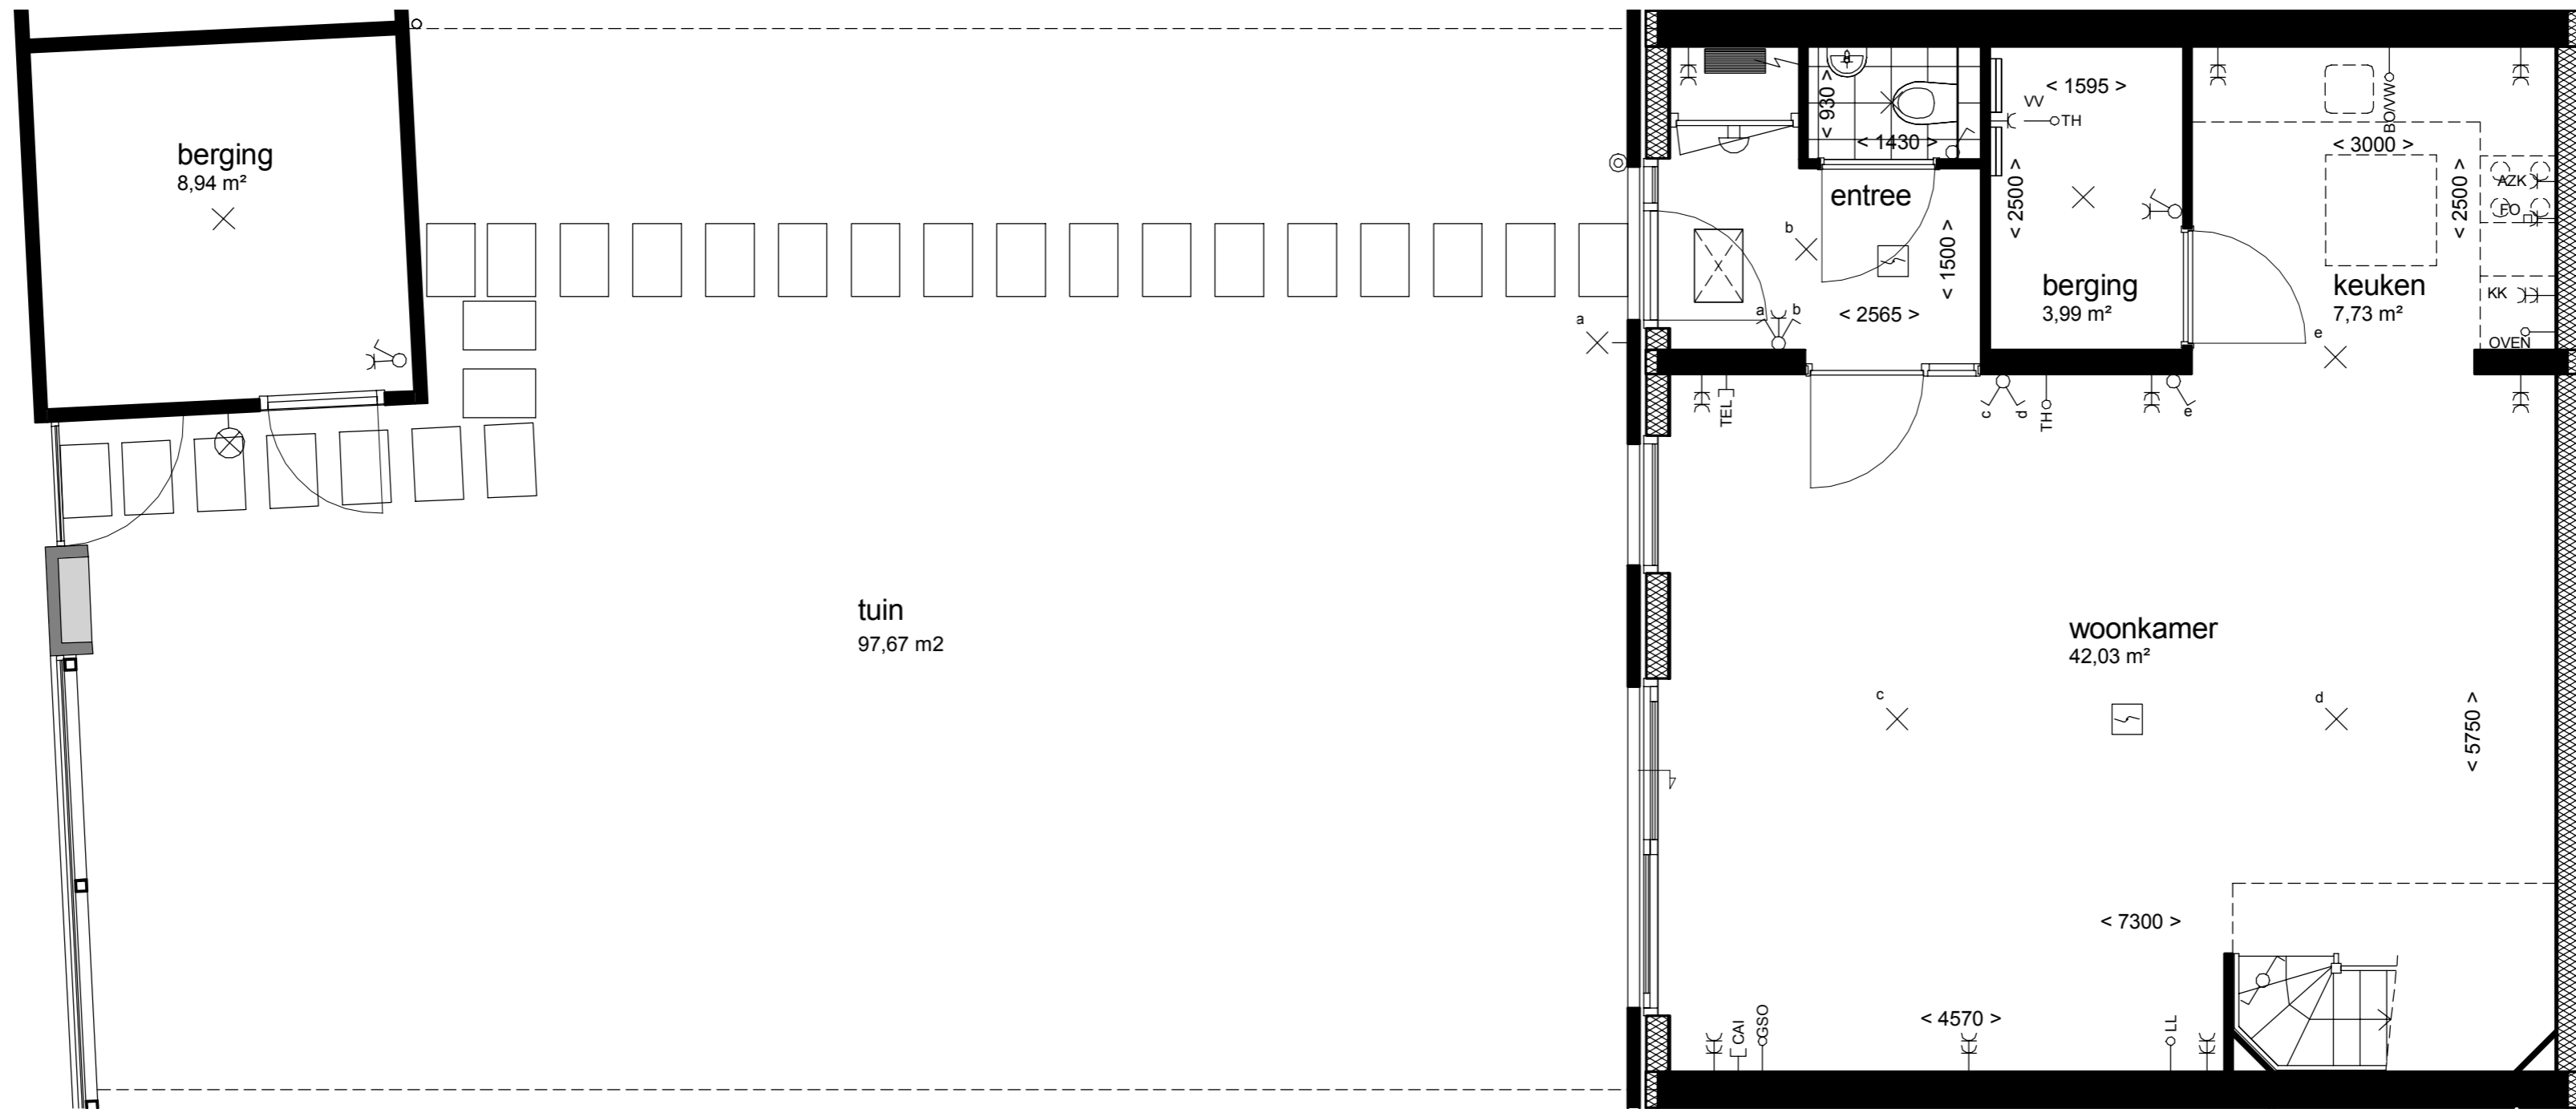 berging
8,94 m²
tuin
97,67 m2
a
< 930 >
< 1430 >
entree
b
< 1500 >
< 2565 >
a
b
VV
TH
< 1595 >
< 2500 >
berging
3,99 m²
BO/VW
< 3000 >
< 2500 >
AZK
FO
KK
OVEN
keuken
7,73 m²
e
TEL
c
d
TH
e
woonkamer
42,03 m²
c
d
< 5750 >
< 7300 >
< 4570 >
CAI
GSO
LL